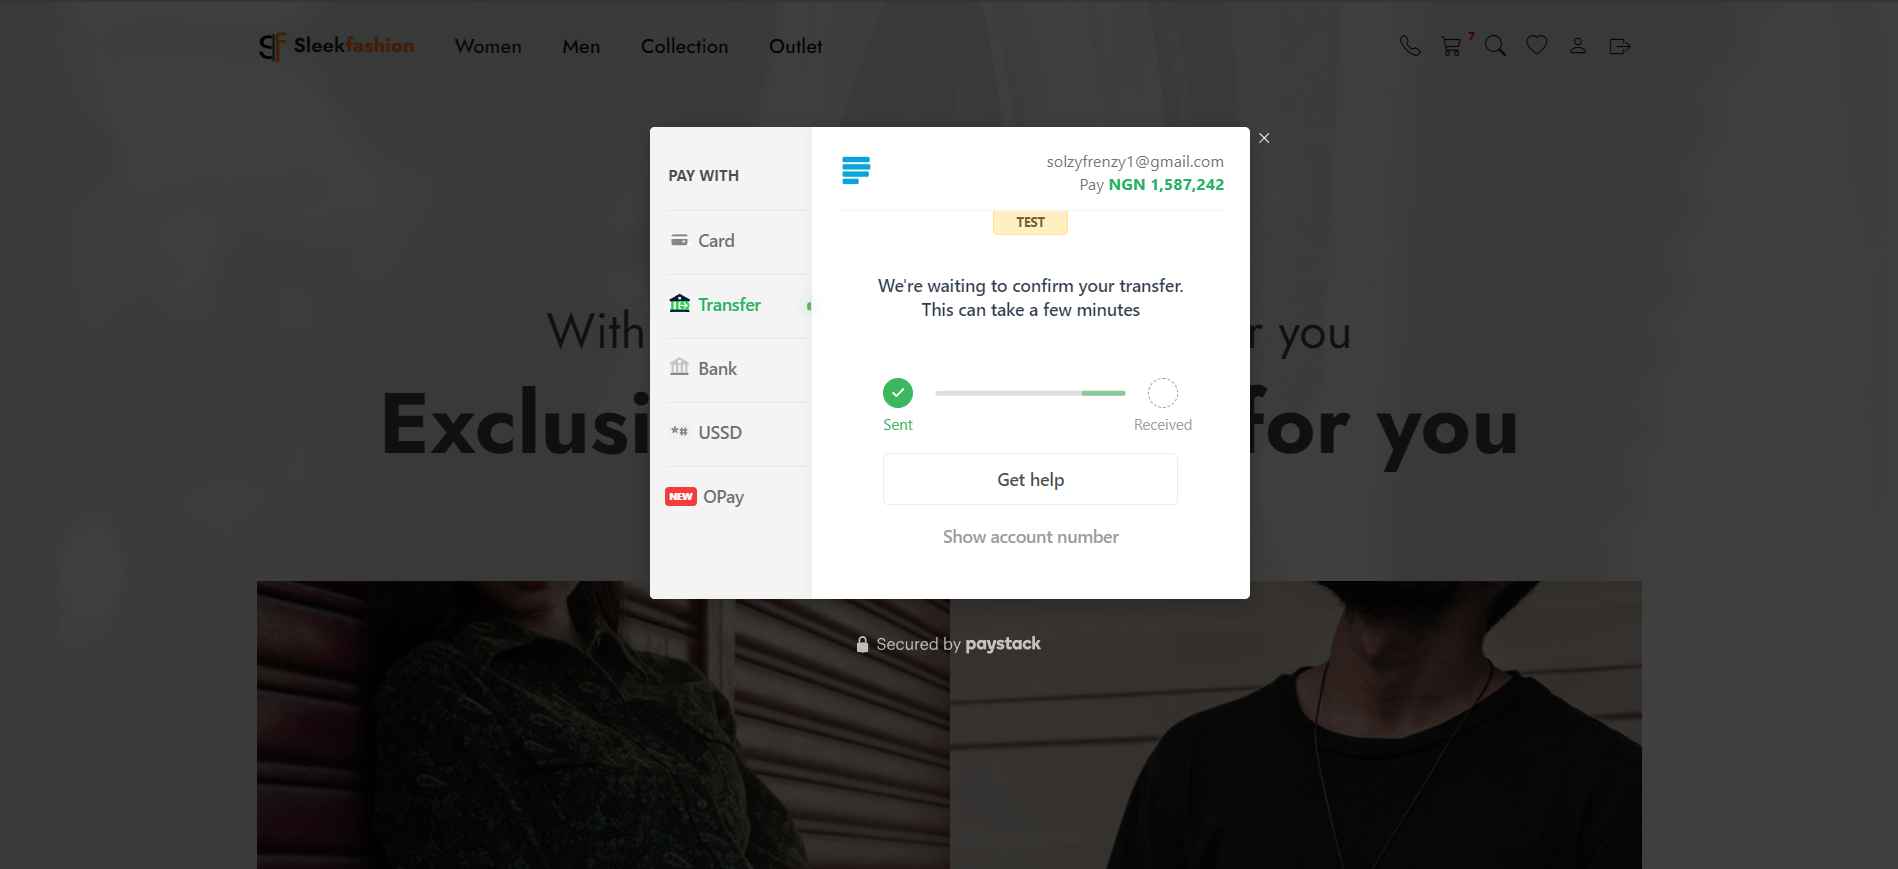 Sleekfashion Women Men Collection Outlet 7
PAY WITH
Card
Transfer
Bank
*# USSD
NEW OPay
solzyfrenzy1@gmail.com
Pay NGN 1,587,242
TEST
We're waiting to confirm your transfer.
This can take a few minutes
Sent Received
Get help
Show account number
With you
Exclusi for you
Secured by paystack